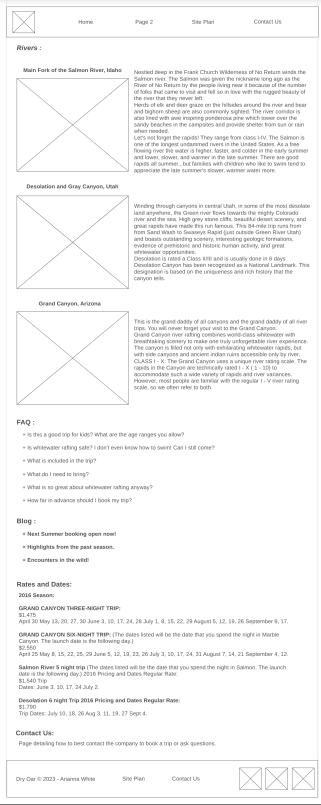 Home Page 2 Site Plan Contact Us
Rivers :
Main Fork of the Salmon River, Idaho
Nestled deep in the Frank Church Wilderness of No Return winds the
Salmon river. The Salmon was given the nickname long ago as the
River of No Return by the people living near it because of the number
of folks that came to visit and fell so in love with the rugged beauty of
the river that they never left.
Herds of elk and deer graze on the hillsides around the river and bear
and bighorn sheep are also commonly sighted. The river corridor is
also lined with awe inspiring ponderosa pine which tower over the
sandy beaches in the campsites and provide shelter from sun or rain
when needed.
Let's not forget the rapids! They range from class I-IV. The Salmon is
one of the longest undammed rivers in the United States. As a free
flowing river the water is higher, faster, and colder in the early summer
and lower, slower, and warmer in the late summer. There are good
rapids all summer.. but families with children who like to swim tend to
appreciate the later summer's slower, warmer water more.
Desolation and Gray Canyon, Utah
Winding through canyons in central Utah, in some of the most desolate
land anywhere, the Green river flows towards the mighty Colorado
river and the sea. High grey stone cliffs, beautiful desert scenery, and
great rapids have made this run famous. This 84-mile trip runs from
from Sand Wash to Swaseys Rapid (just outside Green River Utah)
and boasts outstanding scenery, interesting geologic formations,
evidence of prehistoric and historic human activity, and great
whitewater opportunities.
Desolation is rated a Class II/III and is usually done in 6 days
Desolation Canyon has been recognized as a National Landmark. This
designation is based on the uniqueness and rich history that the
canyon tells.
Grand Canyon, Arizona
This is the grand daddy of all canyons and the grand daddy of all river
trips. You will never forget your visit to the Grand Canyon.
Grand Canyon river rafting combines world-class whitewater with
breathtaking scenery to make one truly unforgettable river experience.
The canyon is filled not only with exhilarating whitewater rapids, but
with side canyons and ancient indian ruins accessible only by river.
CLASS I - X: The Grand Canyon uses a unique river rating scale. The
rapids in the Canyon are technically rated I - X ( 1 - 10) to
accommodate such a wide variety of rapids and river variances.
However, most people are familiar with the regular I - V river rating
scale, so we often refer to both.
FAQ :
+ Is this a good trip for kids? What are the age ranges you allow?
+ Is whitewater rafting safe? I don't even know how to swim! Can I still come?
+ What is included in the trip?
+ What do I need to bring?
+ What is so great about whitewater rafting anyway?
+ How far in advance should I book my trip?
Blog :
+ Next Summer booking open now!
+ Highlights from the past season.
+ Encounters in the wild!
Rates and Dates:
2016 Season:
GRAND CANYON THREE-NIGHT TRIP:
$1,475
April 30 May 13, 20, 27, 30 June 3, 10, 17, 24, 28 July 1, 8, 15, 22, 29 August 5, 12, 19, 26 September 9, 17.
GRAND CANYON SIX-NIGHT TRIP: (The dates listed will be the date that you spend the night in Marble
Canyon. The launch date is the following day.)
$2,550
April 25 May 8, 15, 22, 25, 29 June 5, 12, 19, 23, 26 July 3, 10, 17, 24, 31 August 7, 14, 21 September 4, 12.
Salmon River 5 night trip (The dates listed will be the date that you spend the night in Salmon. The launch
date is the following day.) 2016 Pricing and Dates Regular Rate:
$1,540 Trip
Dates: June 3, 10, 17, 24 July 2.
Desolation 6 night Trip 2016 Pricing and Dates Regular Rate:
$1,790
Trip Dates: July 10, 18, 26 Aug 3, 11, 19, 27 Sept 4.
Contact Us:
Page detailing how to best contact the company to book a trip or ask questions.
Dry Oar © 2023 - Arianna White Site Plan Contact Us